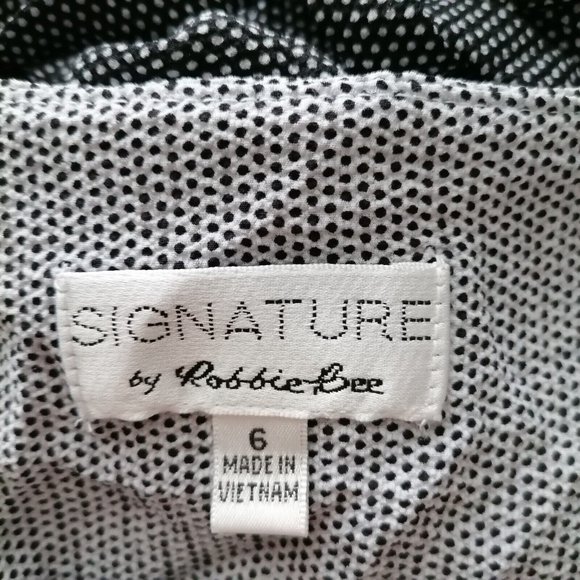 SIGNATURE
by Robbie Bee
6
MADE IN
VIETNAM